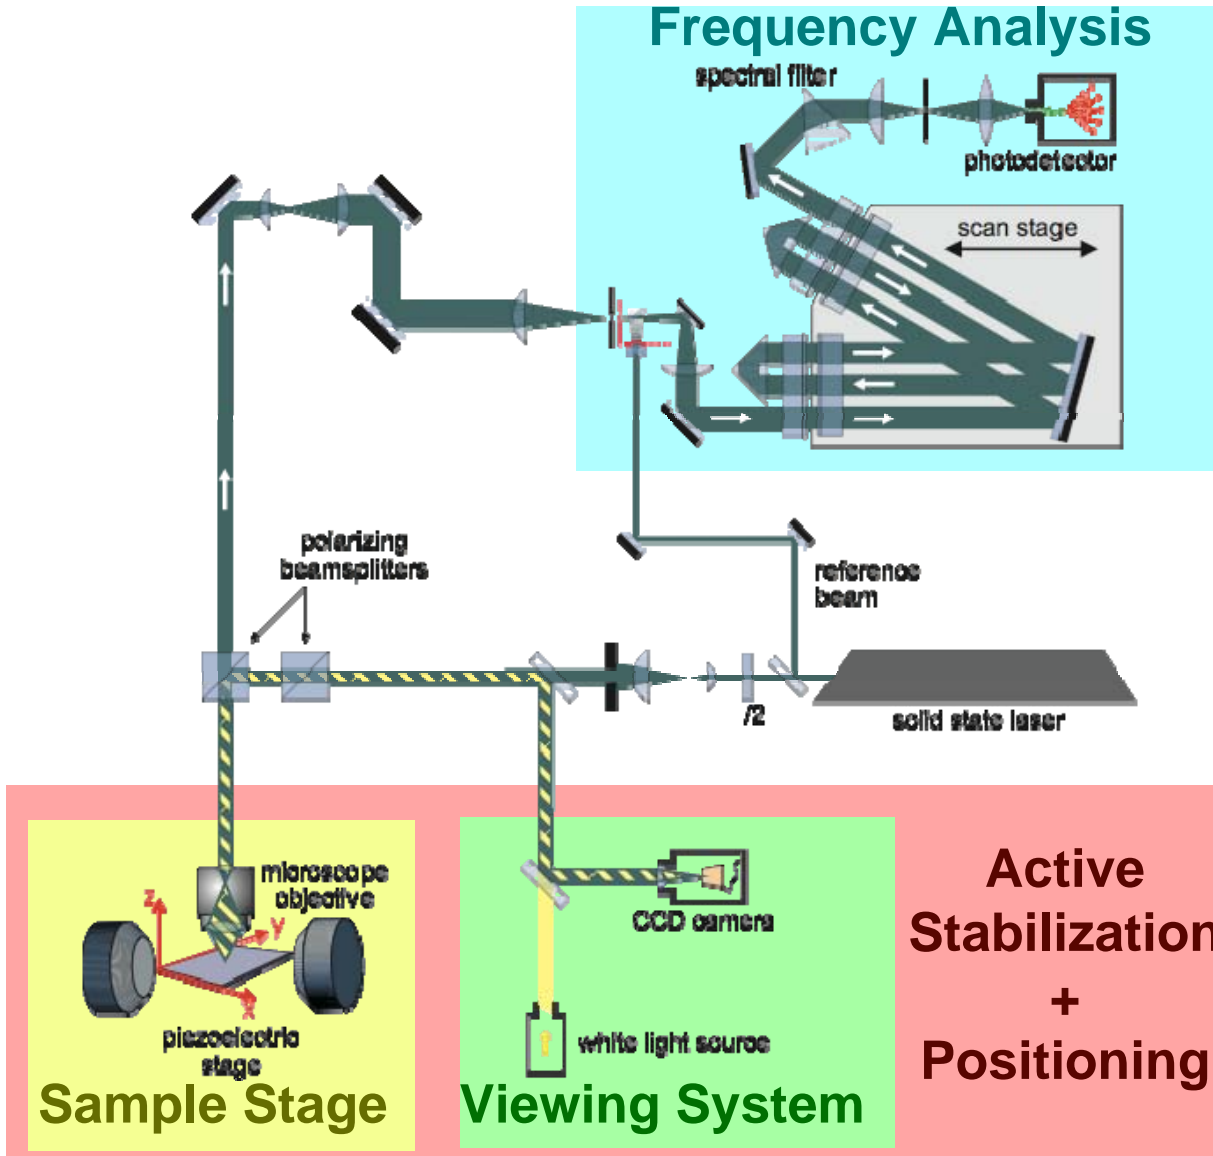 Frequency Analysis
spectral filter
photodetector
scan stage
polarizing
beamsplitters
reference
beam
/2
solid state laser
microscope
objective
z
y
x
piezoelectric
stage
Sample Stage
CCD camera
white light source
Viewing System
Active
Stabilization
+
Positioning